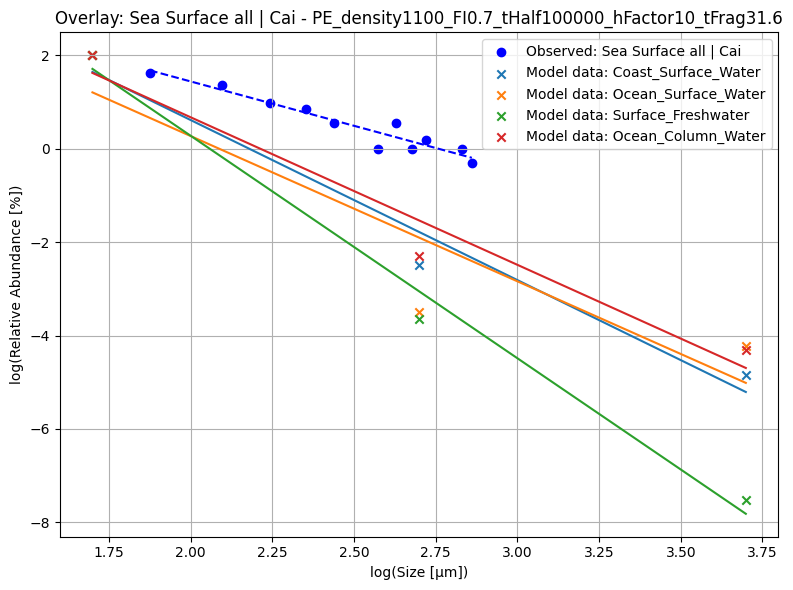 Overlay: Sea Surface all | Cai - PE_density1100_FI0.7_tHalf100000_hFactor10_tFrag31.6
Observed: Sea Surface all | Cai
Model data: Coast_Surface_Water
Model data: Ocean_Surface_Water
Model data: Surface_Freshwater
Model data: Ocean_Column_Water
log(Relative Abundance [%])
2
0
−2
−4
−6
−8
1.75 2.00 2.25 2.50 2.75 3.00 3.25 3.50 3.75
log(Size [μm])